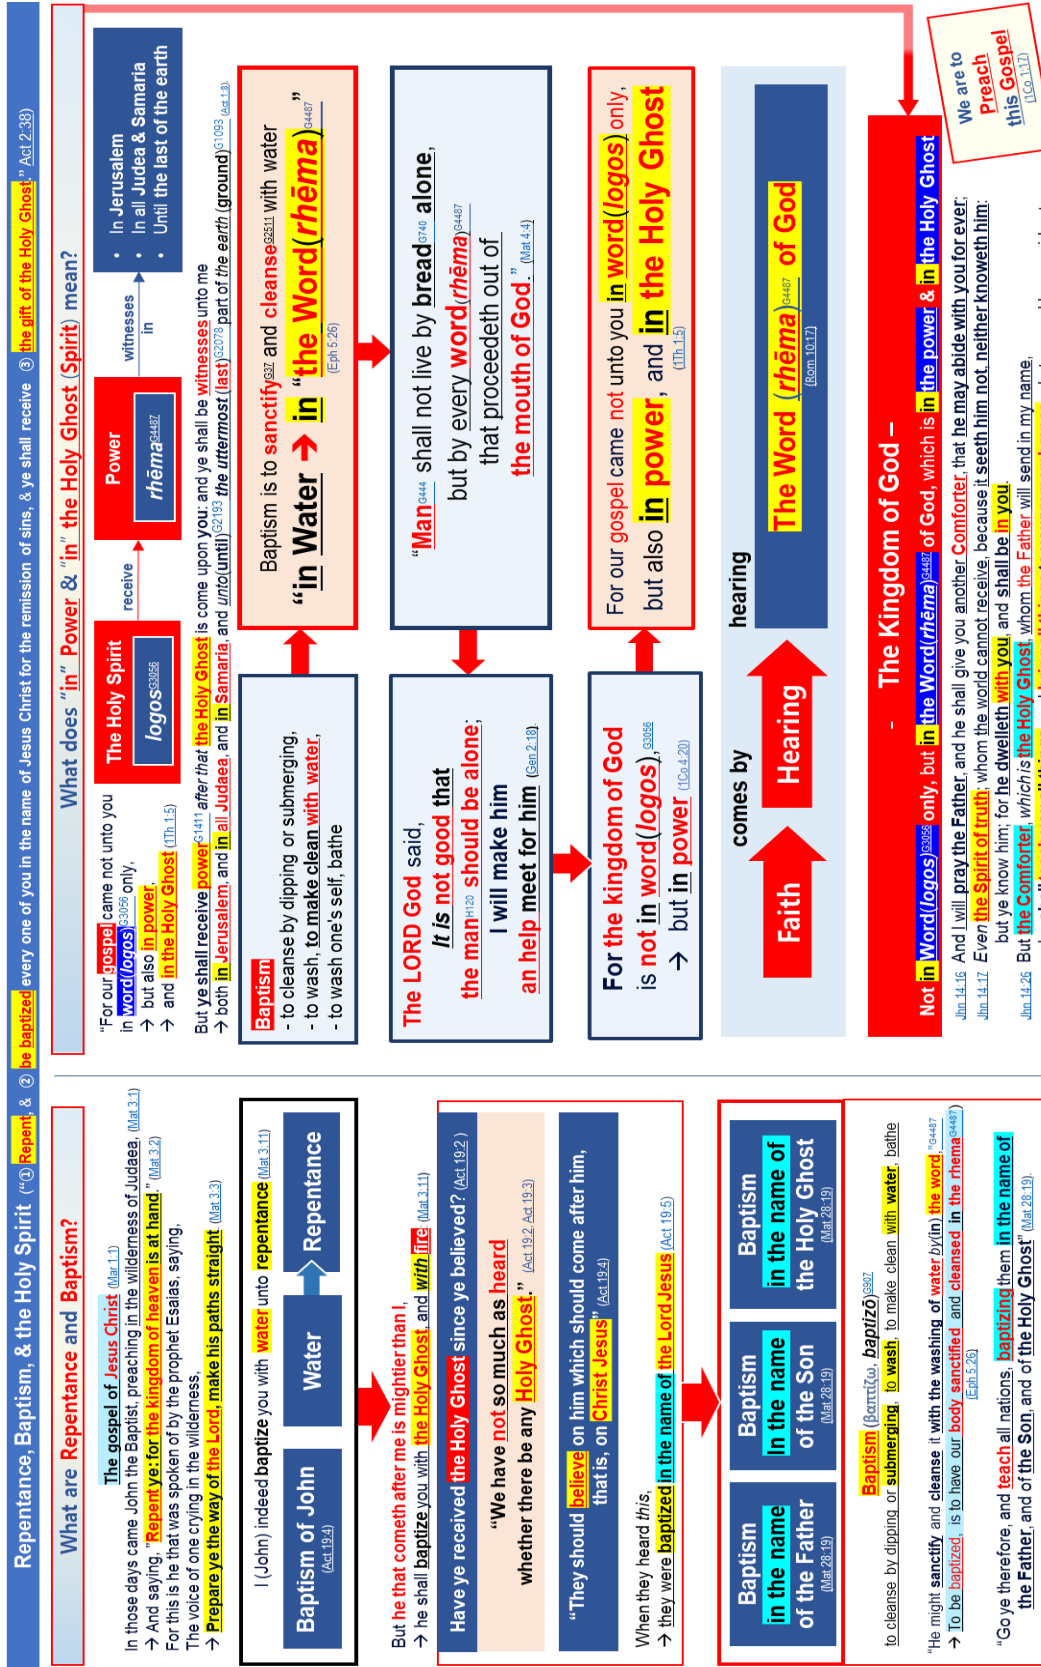 Repentance, Baptism, & the Holy Spirit ("① Repent, & ② be baptized every one of you in the name of Jesus Christ for the remission of sins, & ye shall receive ③ the gift of the Holy Ghost." Act 2:38)
What are Repentance and Baptism?
The gospel of Jesus Christ (Mar 1:1)
In those days came John the Baptist, preaching in the wilderness of Judaea, (Mat 3:1)
→ And saying, "Repent ye: for the kingdom of heaven is at hand." (Mat 3:2)
For this is he that was spoken of by the prophet Esaias, saying,
The voice of one crying in the wilderness,
→ Prepare ye the way of the Lord, make his paths straight. (Mat 3:3)
I (John) indeed baptize you with water unto repentance (Mat 3:11)
Baptism of John
(Act 19:4)
Water
Repentance
But he that cometh after me is mightier than I,
→ he shall baptize you with the Holy Ghost, and with fire: (Mat 3:11)
Have ye received the Holy Ghost since ye believed? (Act 19:2)
"We have not so much as heard
whether there be any Holy Ghost." (Act 19:2, Act 19:3)
"They should believe on him which should come after him,
that is, on Christ Jesus" (Act 19:4)
When they heard this,
→ they were baptized in the name of the Lord Jesus (Act 19:5)
Baptism
in the name
of the Father
(Mat 28:19)
Baptism
In the name
of the Son
(Mat 28:19)
Baptism
in the name of
the Holy Ghost
(Mat 28:19)
Baptism (βαπτίζω, baptizō)G907
to cleanse by dipping or submerging, to wash, to make clean with water, bathe
"He might sanctify and cleanse it with the washing of water by(in) the word,"G4487
→ To be baptized, is to have our body sanctified and cleansed in the rhemaG4487)
(Eph 5:26)
"Go ye therefore, and teach all nations, baptizing them in the name of
the Father, and of the Son, and of the Holy Ghost" (Mat 28:19).
What does "in" Power & "in" the Holy Ghost (Spirit) mean?
"For our gospel came not unto you
in word(logos)G3056 only,
→ but also in power,
→ and in the Holy Ghost (1Th 1:5)
The Holy Spirit
logosG3056
receive
Power
rhēmaG4487
witnesses
in
• In Jerusalem
• In all Judea & Samaria
• Until the last of the earth
But ye shall receive powerG1411 after that the Holy Ghost is come upon you: and ye shall be witnesses unto me
→ both in Jerusalem, and in all Judaea, and in Samaria, and unto(until)G2193 the uttermost (last)G2078 part of the earth (ground)G1093 (Act 1:8).
Baptism
- to cleanse by dipping or submerging,
- to wash, to make clean with water,
- to wash one's self, bathe
Baptism is to sanctifyG37 and cleanseG2511 with water
"in Water → in "the Word(rhēma)G4487"
(Eph 5:26)
"ManG444 shall not live by breadG740 alone,
but by every word(rhēma)G4487
that proceedeth out of
the mouth of God." (Mat 4:4)
The LORD God said,
It is not good that
the manH120 should be alone;
I will make him
an help meet for him (Gen 2:18).
For the kingdom of God
is not in word(logos),G3056
→ but in power (1Co 4:20)
For our gospel came not unto you in word(logos) only,
but also in power, and in the Holy Ghost
(1Th 1:5)
Faith
comes by
Hearing
hearing
The Word (rhēma)G4487 of God
(Rom 10:17)
- The Kingdom of God –
Not in Word(logos)G3056 only, but in the Word(rhēma)G4487 of God, which is in the power & in the Holy Ghost
We are to
Preach
this Gospel
(1Co 1:17)
Jhn 14:16 And I will pray the Father, and he shall give you another Comforter, that he may abide with you for ever;
Jhn 14:17 Even the Spirit of truth; whom the world cannot receive, because it seeth him not, neither knoweth him:
but ye know him; for he dwelleth with you, and shall be in you.
Jhn 14:26 But the Comforter, which is the Holy Ghost, whom the Father will send in my name,